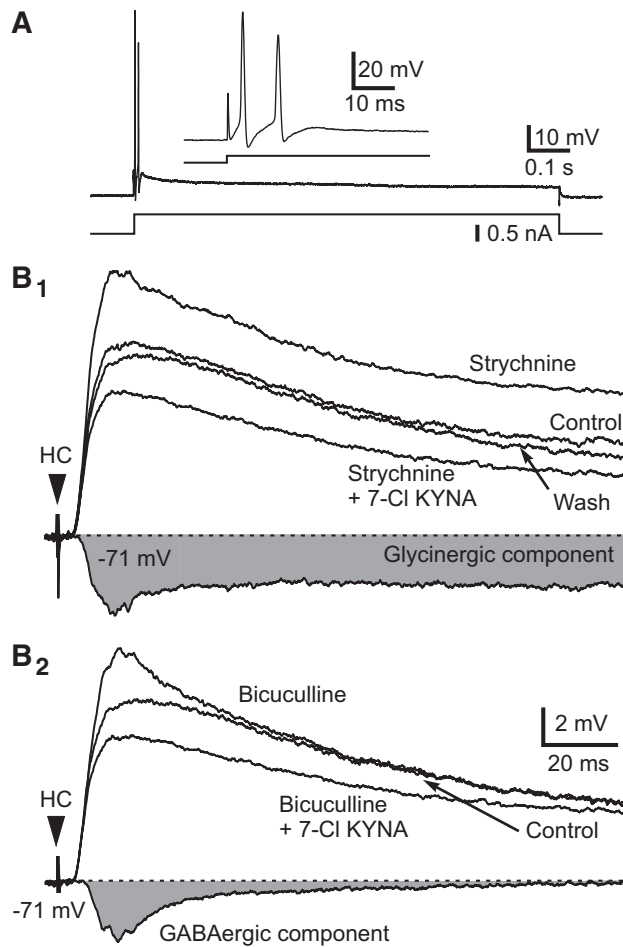 A
20 mV
10 ms
10 mV
0.1 s
0.5 nA
B1
Strychnine
Control
HC
Strychnine
+ 7-Cl KYNA
Wash
-71 mV
Glycinergic component
B2
Bicuculline
2 mV
20 ms
HC
Bicuculline
+ 7-Cl KYNA
Control
-71 mV
GABAergic component